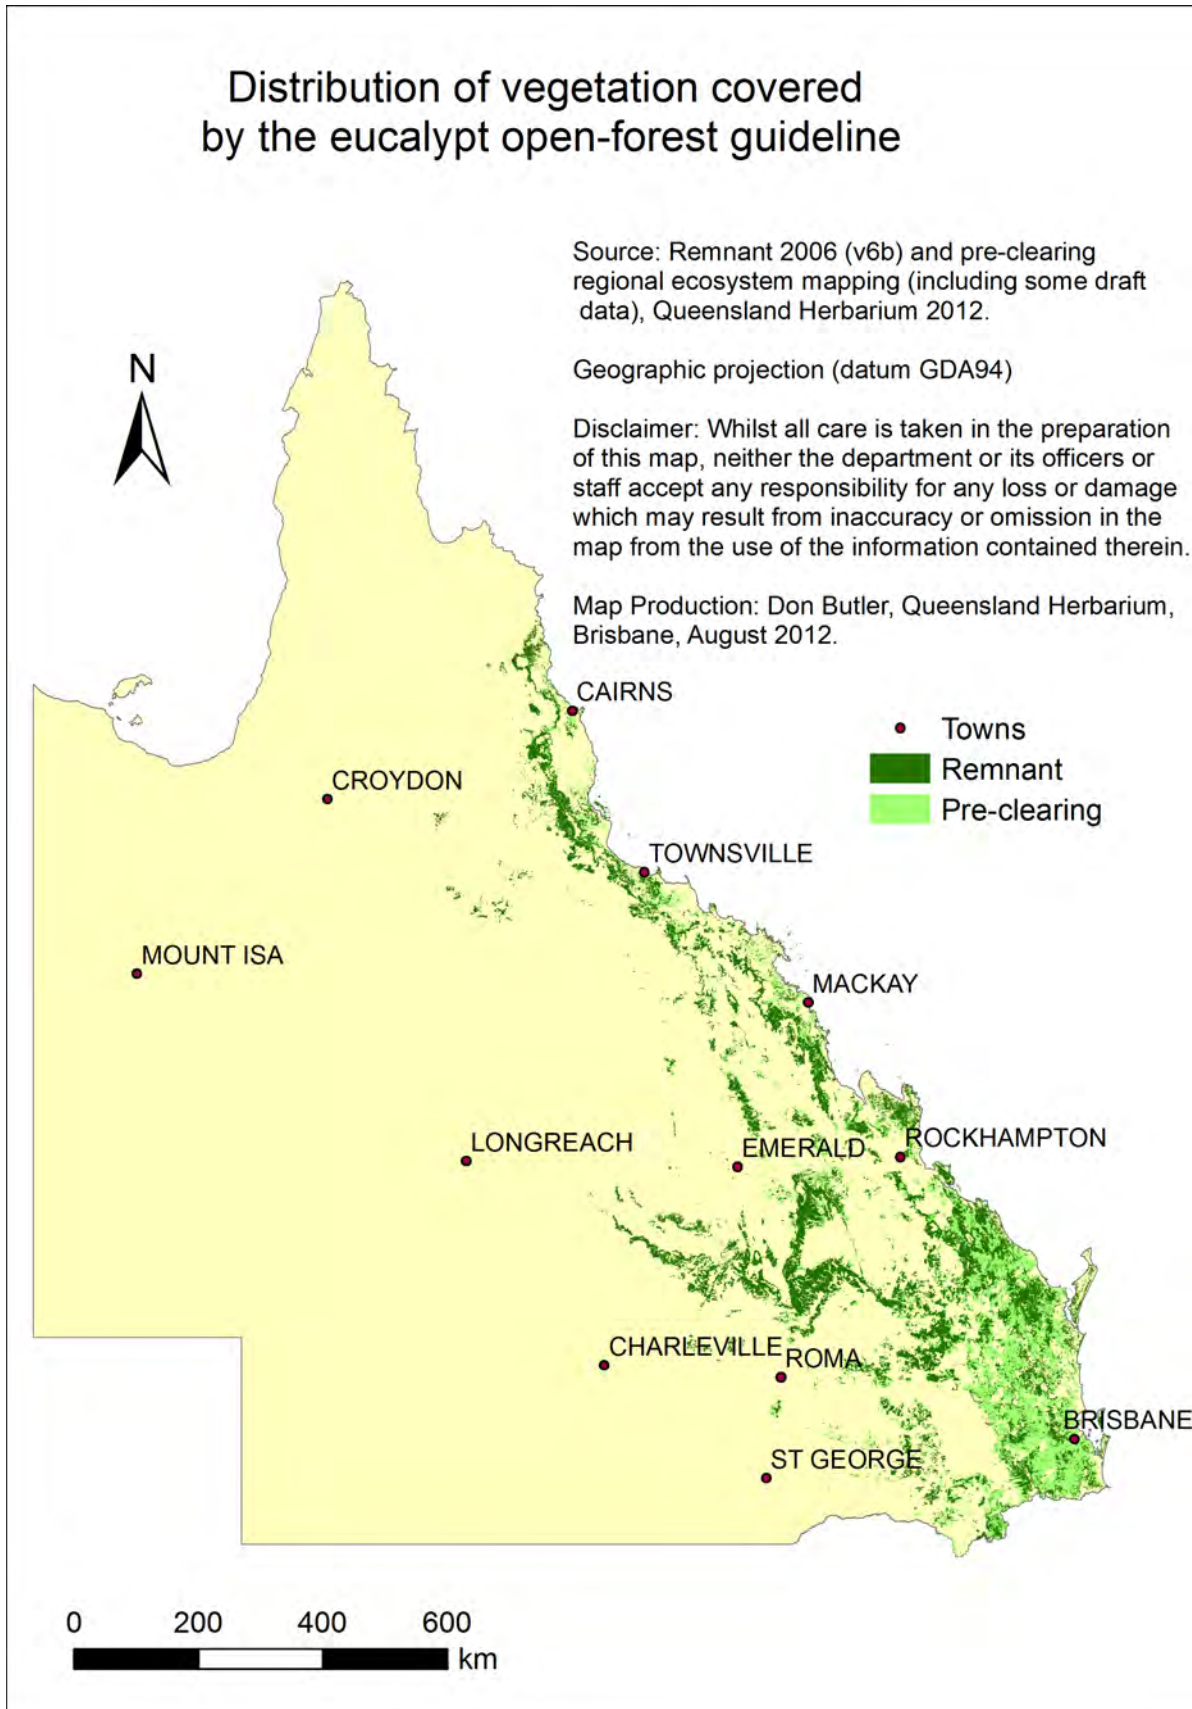 Distribution of vegetation covered
by the eucalypt open-forest guideline
Source: Remnant 2006 (v6b) and pre-clearing
regional ecosystem mapping (including some draft
data), Queensland Herbarium 2012.
Geographic projection (datum GDA94)
Disclaimer: Whilst all care is taken in the preparation
of this map, neither the department or its officers or
staff accept any responsibility for any loss or damage
which may result from inaccuracy or omission in the
map from the use of the information contained therein.
Map Production: Don Butler, Queensland Herbarium,
Brisbane, August 2012.
N
CAIRNS
Towns
Remnant
Pre-clearing
CROYDON
TOWNSVILLE
MOUNT ISA
MACKAY
LONGREACH
EMERALD
ROCKHAMPTON
CHARLEVILLE
ROMA
BRISBANE
ST GEORGE
0 200 400 600
km